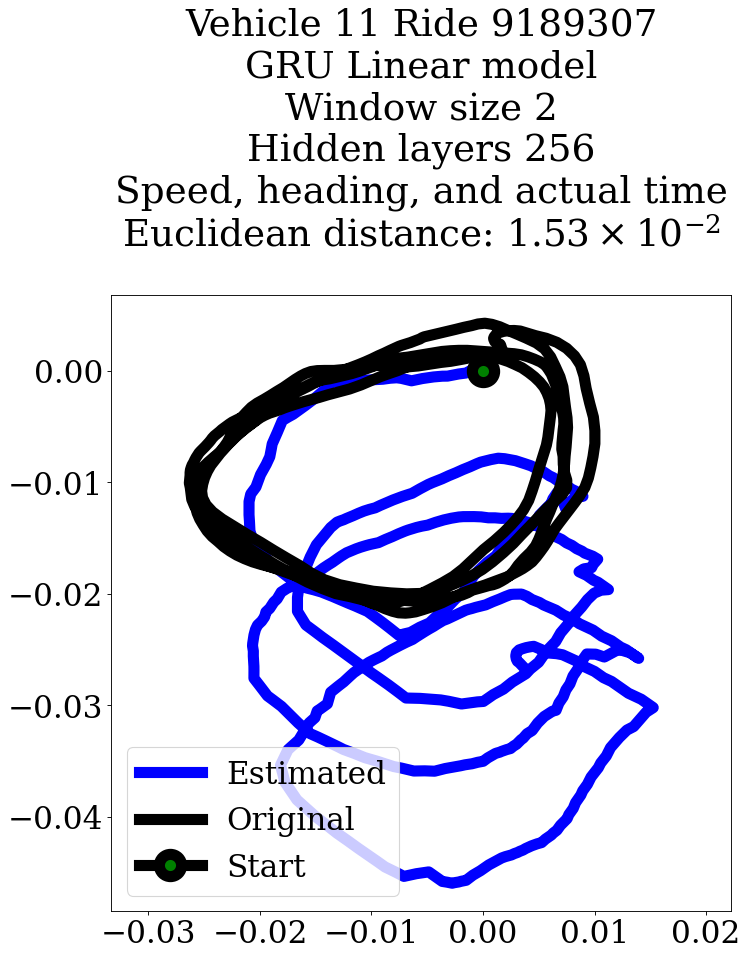 Vehicle 11 Ride 9189307
GRU Linear model
Window size 2
Hidden layers 256
Speed, heading, and actual time
Euclidean distance: 1.53 × 10⁻²
0.00
−0.01
−0.02
−0.03
−0.04
Estimated
Original
Start
−0.03 −0.02 −0.01 0.00 0.01 0.02